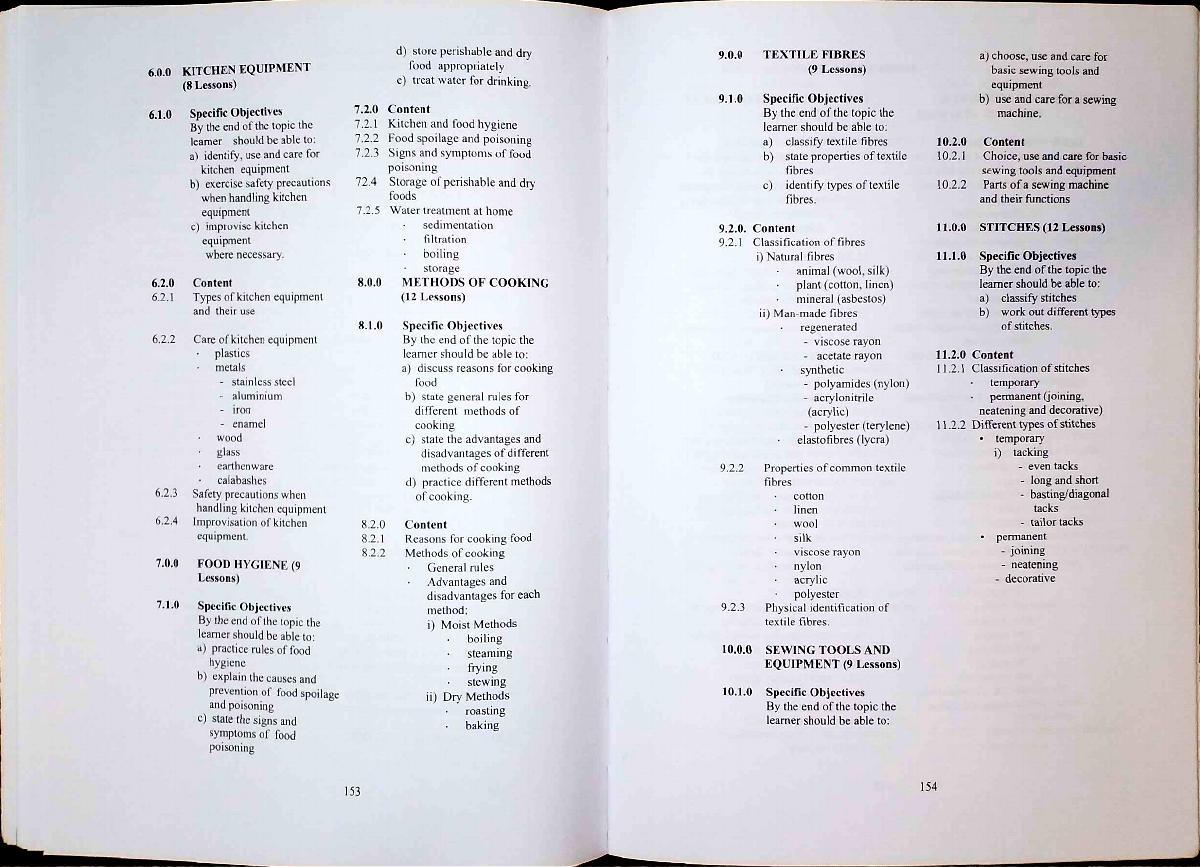 6.0.0 KITCHEN EQUIPMENT
(8 Lessons)
6.1.0 Specific Objectives
By the end of the topic the
learner should be able to:
a) identify, use and care for
kitchen equipment
b) exercise safety precautions
when handling kitchen
equipment
c) improvise kitchen
equipment
where necessary.
6.2.0 Content
6.2.1 Types of kitchen equipment
and their use
6.2.2 Care of kitchen equipment
· plastics
· metals
- stainless steel
- aluminium
- iron
- enamel
· wood
· glass
· earthenware
· calabashes
6.2.3 Safety precautions when
handling kitchen equipment
6.2.4 Improvisation of kitchen
equipment.
7.0.0 FOOD HYGIENE (9
Lessons)
7.1.0 Specific Objectives
By the end of the topic the
learner should be able to:
a) practice rules of food
hygiene
b) explain the causes and
prevention of food spoilage
and poisoning
c) state the signs and
symptoms of food
poisoning
d) store perishable and dry
food appropriately
e) treat water for drinking.
7.2.0 Content
7.2.1 Kitchen and food hygiene
7.2.2 Food spoilage and poisoning
7.2.3 Signs and symptoms of food
poisoning
72.4 Storage of perishable and dry
foods
7.2.5 Water treatment at home
· sedimentation
· filtration
· boiling
· storage
8.0.0 METHODS OF COOKING
(12 Lessons)
8.1.0 Specific Objectives
By the end of the topic the
learner should be able to:
a) discuss reasons for cooking
food
b) state general rules for
different methods of
cooking
c) state the advantages and
disadvantages of different
methods of cooking
d) practice different methods
of cooking.
8.2.0 Content
8.2.1 Reasons for cooking food
8.2.2 Methods of cooking
· General rules
· Advantages and
disadvantages for each
method;
i) Moist Methods
· boiling
· steaming
· frying
· stewing
ii) Dry Methods
· roasting
· baking
153
9.0.0 TEXTILE FIBRES
(9 Lessons)
9.1.0 Specific Objectives
By the end of the topic the
learner should be able to:
a) classify textile fibres
b) state properties of textile
fibres
c) identify types of textile
fibres.
9.2.0. Content
9.2.1 Classification of fibres
i) Natural fibres
· animal (wool, silk)
· plant (cotton, linen)
· mineral (asbestos)
ii) Man-made fibres
· regenerated
- viscose rayon
- acetate rayon
· synthetic
- polyamides (nylon)
- acrylonitrile
(acrylic)
- polyester (terylene)
· elastofibres (lycra)
9.2.2 Properties of common textile
fibres
· cotton
· linen
· wool
· silk
· viscose rayon
· nylon
· acrylic
· polyester
9.2.3 Physical identification of
textile fibres.
10.0.0 SEWING TOOLS AND
EQUIPMENT (9 Lessons)
10.1.0 Specific Objectives
By the end of the topic the
learner should be able to:
a) choose, use and care for
basic sewing tools and
equipment
b) use and care for a sewing
machine.
10.2.0 Content
10.2.1 Choice, use and care for basic
sewing tools and equipment
10.2.2 Parts of a sewing machine
and their functions
11.0.0 STITCHES (12 Lessons)
11.1.0 Specific Objectives
By the end of the topic the
learner should be able to:
a) classify stitches
b) work out different types
of stitches.
11.2.0 Content
11.2.1 Classification of stitches
· temporary
· permanent (joining,
neatening and decorative)
11.2.2 Different types of stitches
• temporary
i) tacking
- even tacks
- long and short
- basting/diagonal
tacks
- tailor tacks
• permanent
- joining
- neatening
- decorative
154